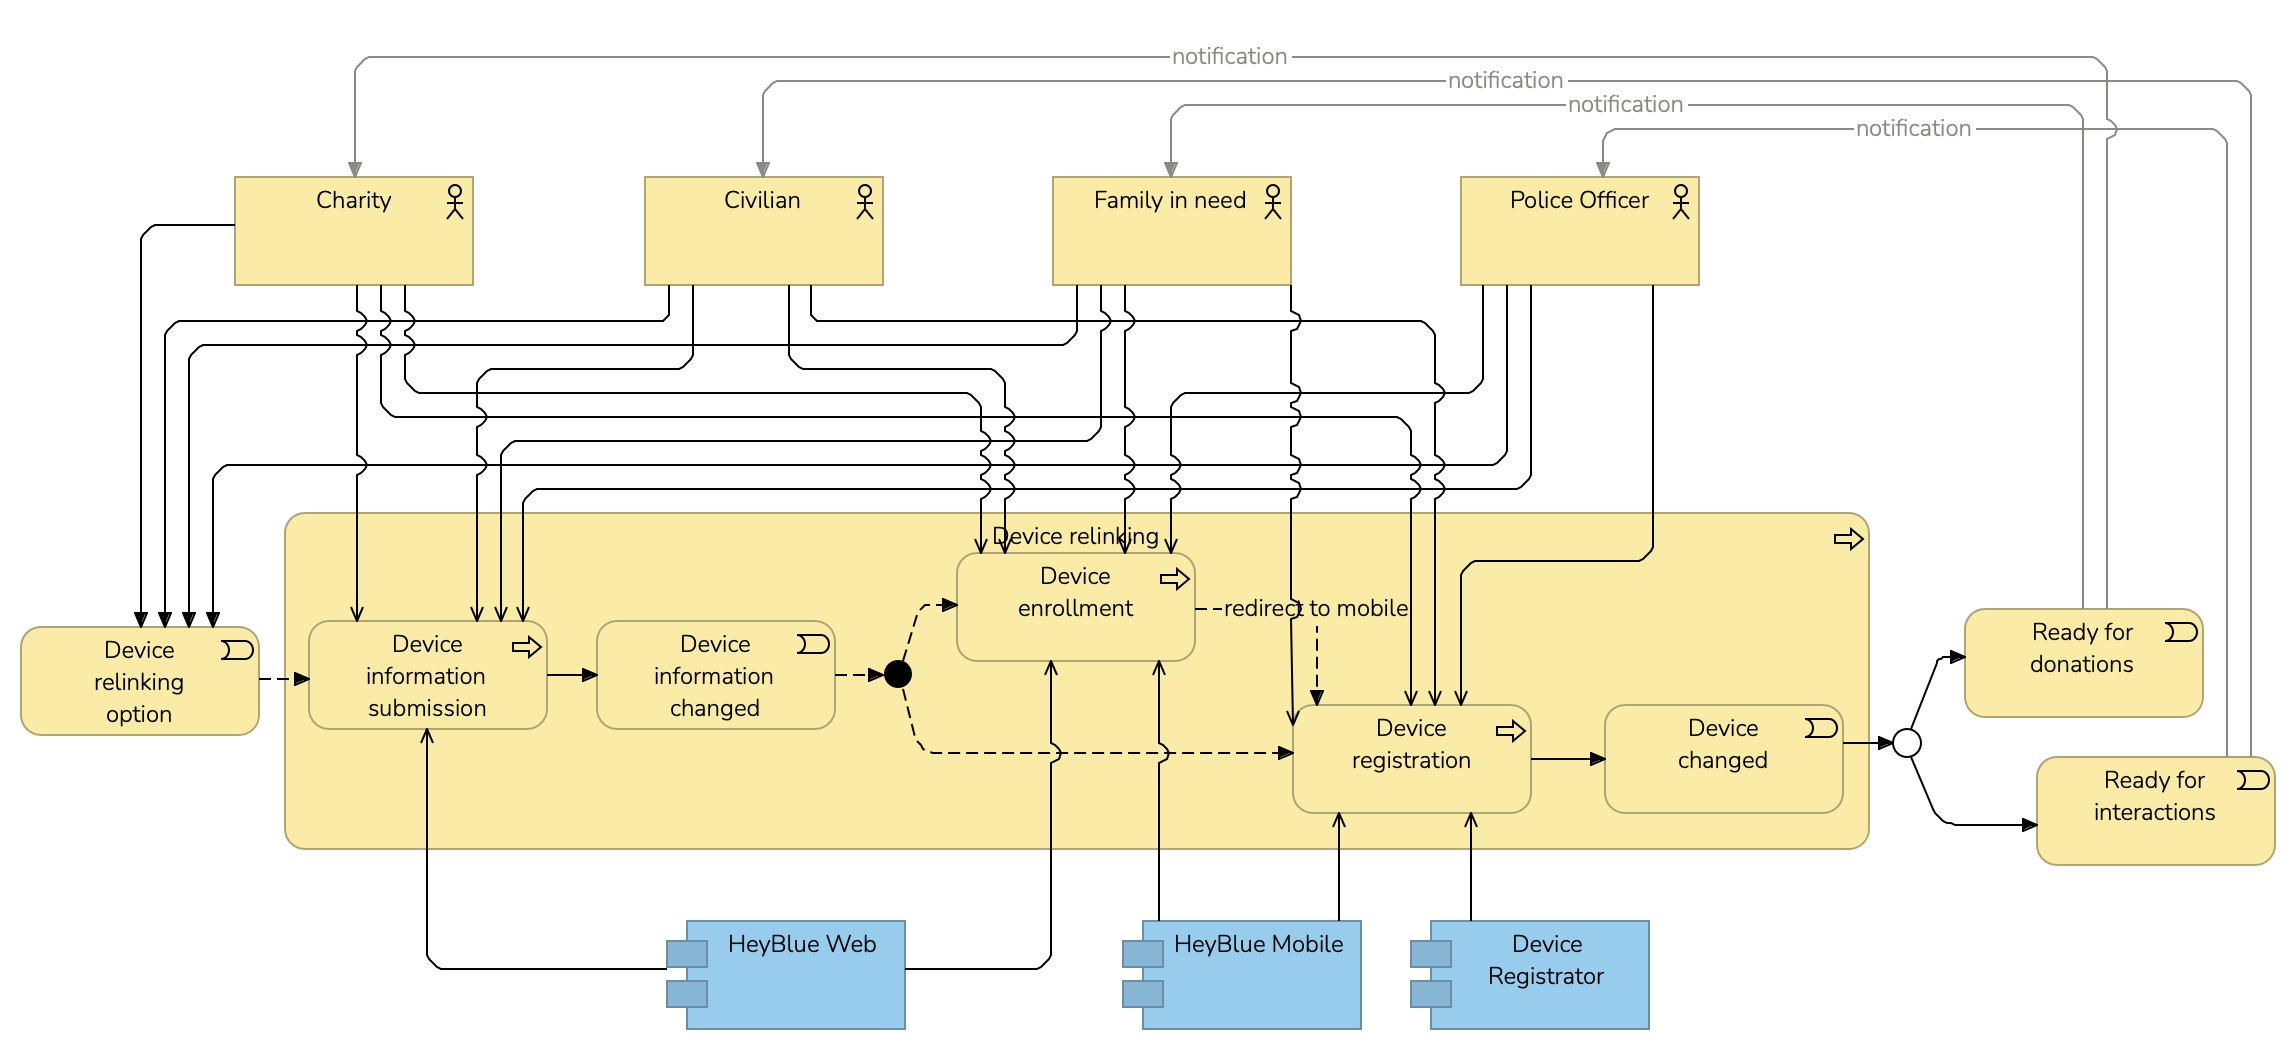 notification
notification
notification
notification
Charity
Civilian
Family in need
Police Officer
Device relinking
Device
enrollment
redirect to mobile
Device
relinking
option
Device
information
submission
Device
information
changed
Device
registration
Device
changed
Ready for
donations
Ready for
interactions
HeyBlue Web
HeyBlue Mobile
Device
Registrator